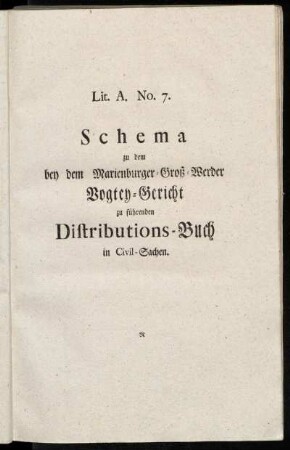 Lit. A. No. 7.
Schema
zu dem
bey dem Marienburger-Groß-Werder
Vogtey-Gericht
zu führenden
Distributions-Buch
in Civil-Sachen.
N